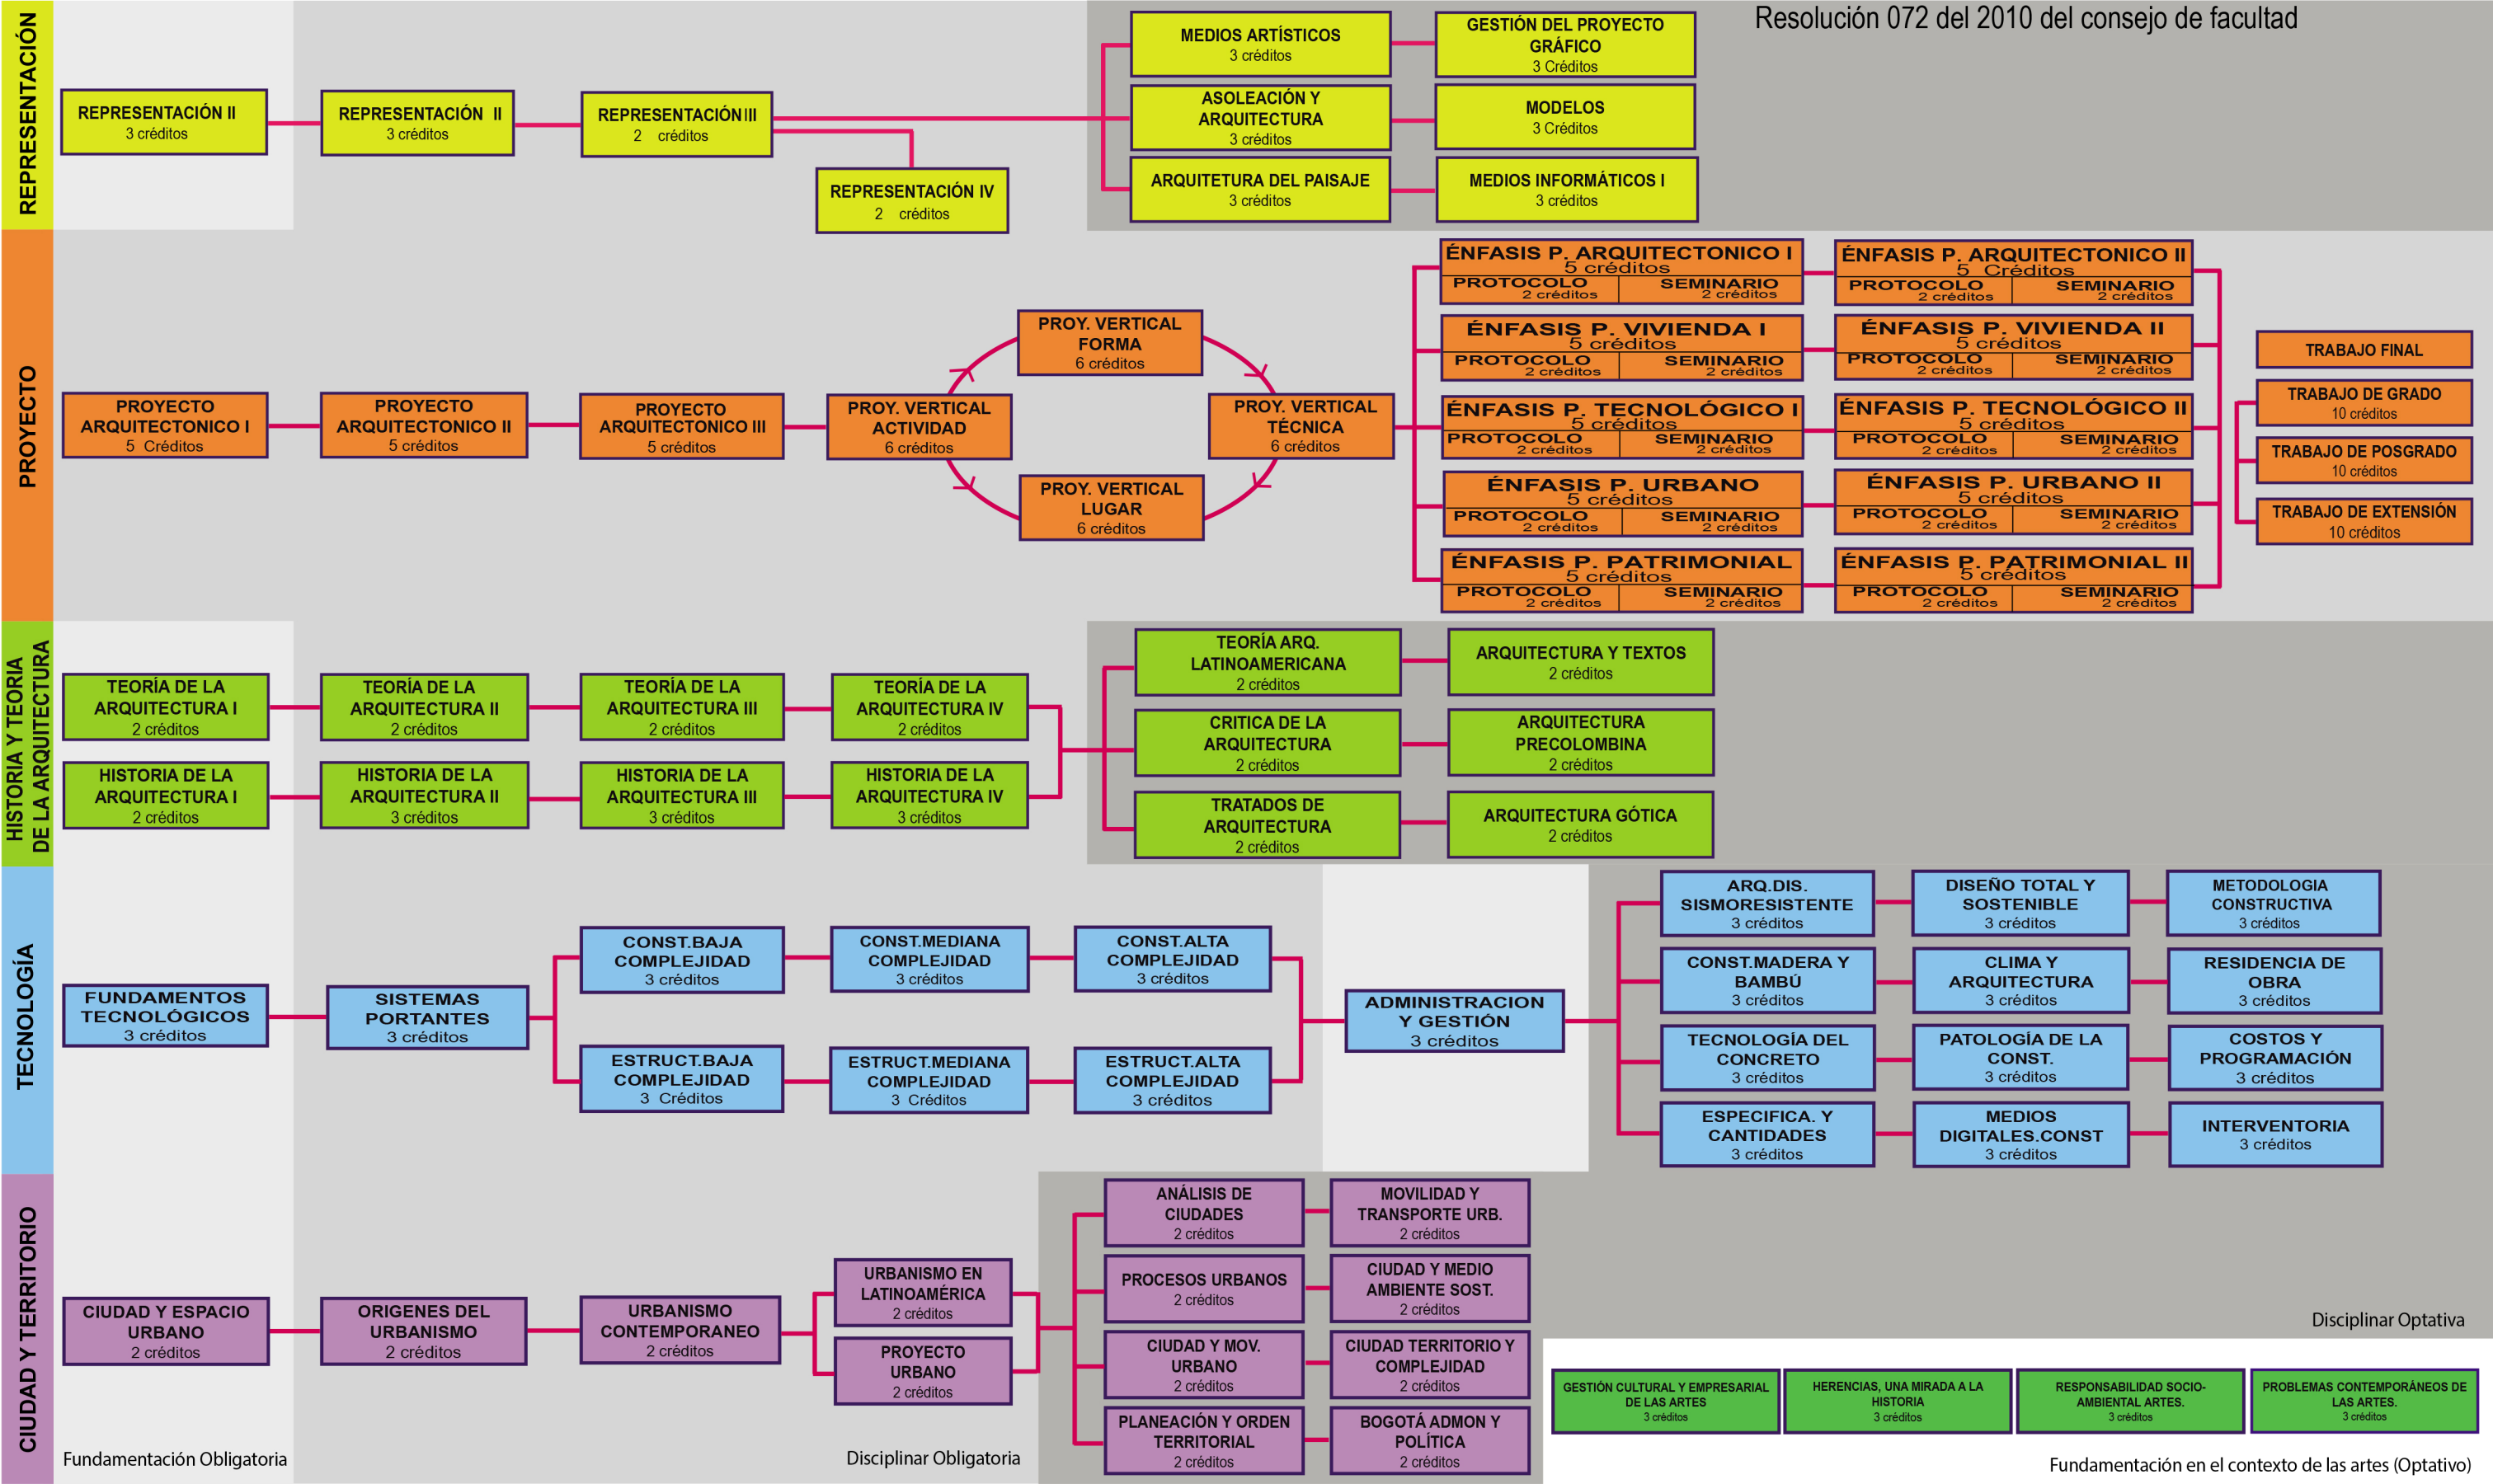 Resolución 072 del 2010 del consejo de facultad
REPRESENTACIÓN
REPRESENTACIÓN II
3 créditos
REPRESENTACIÓN II
3 créditos
REPRESENTACIÓN III
2 créditos
REPRESENTACIÓN IV
2 créditos
MEDIOS ARTÍSTICOS
3 créditos
GESTIÓN DEL PROYECTO
GRÁFICO
3 Créditos
ASOLEACIÓN Y
ARQUITECTURA
3 créditos
MODELOS
3 Créditos
ARQUITETURA DEL PAISAJE
3 créditos
MEDIOS INFORMÁTICOS I
3 créditos
PROYECTO
PROYECTO
ARQUITECTONICO I
5 Créditos
PROYECTO
ARQUITECTONICO II
5 créditos
PROYECTO
ARQUITECTONICO III
5 créditos
PROY. VERTICAL
ACTIVIDAD
6 créditos
PROY. VERTICAL
FORMA
6 créditos
PROY. VERTICAL
LUGAR
6 créditos
PROY. VERTICAL
TÉCNICA
6 créditos
ÉNFASIS P. ARQUITECTONICO I
5 créditos
PROTOCOLO
2 créditos
SEMINARIO
2 créditos
ÉNFASIS P. ARQUITECTONICO II
5 Créditos
PROTOCOLO
2 créditos
SEMINARIO
2 créditos
ÉNFASIS P. VIVIENDA I
5 créditos
PROTOCOLO
2 créditos
SEMINARIO
2 créditos
ÉNFASIS P. VIVIENDA II
5 créditos
PROTOCOLO
2 créditos
SEMINARIO
2 créditos
ÉNFASIS P. TECNOLÓGICO I
5 créditos
PROTOCOLO
2 créditos
SEMINARIO
2 créditos
ÉNFASIS P. TECNOLÓGICO II
5 créditos
PROTOCOLO
2 créditos
SEMINARIO
2 créditos
ÉNFASIS P. URBANO
5 créditos
PROTOCOLO
2 créditos
SEMINARIO
2 créditos
ÉNFASIS P. URBANO II
5 créditos
PROTOCOLO
2 créditos
SEMINARIO
2 créditos
ÉNFASIS P. PATRIMONIAL
5 créditos
PROTOCOLO
2 créditos
SEMINARIO
2 créditos
ÉNFASIS P. PATRIMONIAL II
5 créditos
PROTOCOLO
2 créditos
SEMINARIO
2 créditos
TRABAJO FINAL
TRABAJO DE GRADO
10 créditos
TRABAJO DE POSGRADO
10 créditos
TRABAJO DE EXTENSIÓN
10 créditos
HISTORIA Y TEORIA
DE LA ARQUITECTURA
TEORÍA DE LA
ARQUITECTURA I
2 créditos
TEORÍA DE LA
ARQUITECTURA II
2 créditos
TEORÍA DE LA
ARQUITECTURA III
2 créditos
TEORÍA DE LA
ARQUITECTURA IV
2 créditos
HISTORIA DE LA
ARQUITECTURA I
2 créditos
HISTORIA DE LA
ARQUITECTURA II
3 créditos
HISTORIA DE LA
ARQUITECTURA III
3 créditos
HISTORIA DE LA
ARQUITECTURA IV
3 créditos
TEORÍA ARQ.
LATINOAMERICANA
2 créditos
ARQUITECTURA Y TEXTOS
2 créditos
CRITICA DE LA
ARQUITECTURA
2 créditos
ARQUITECTURA
PRECOLOMBINA
2 créditos
TRATADOS DE
ARQUITECTURA
2 créditos
ARQUITECTURA GÓTICA
2 créditos
TECNOLOGÍA
FUNDAMENTOS
TECNOLÓGICOS
3 créditos
SISTEMAS
PORTANTES
3 créditos
CONST.BAJA
COMPLEJIDAD
3 créditos
CONST.MEDIANA
COMPLEJIDAD
3 créditos
CONST.ALTA
COMPLEJIDAD
3 créditos
ESTRUCT.BAJA
COMPLEJIDAD
3 Créditos
ESTRUCT.MEDIANA
COMPLEJIDAD
3 Créditos
ESTRUCT.ALTA
COMPLEJIDAD
3 créditos
ADMINISTRACION
Y GESTIÓN
3 créditos
ARQ.DIS.
SISMORESISTENTE
3 créditos
DISEÑO TOTAL Y
SOSTENIBLE
3 créditos
METODOLOGIA
CONSTRUCTIVA
3 créditos
CONST.MADERA Y
BAMBÚ
3 créditos
CLIMA Y
ARQUITECTURA
3 créditos
RESIDENCIA DE
OBRA
3 créditos
TECNOLOGÍA DEL
CONCRETO
3 créditos
PATOLOGÍA DE LA
CONST.
3 créditos
COSTOS Y
PROGRAMACIÓN
3 créditos
ESPECIFICA. Y
CANTIDADES
3 créditos
MEDIOS
DIGITALES.CONST
3 créditos
INTERVENTORIA
3 créditos
CIUDAD Y TERRITORIO
CIUDAD Y ESPACIO
URBANO
2 créditos
ORIGENES DEL
URBANISMO
2 créditos
URBANISMO
CONTEMPORANEO
2 créditos
URBANISMO EN
LATINOAMÉRICA
2 créditos
PROYECTO
URBANO
2 créditos
ANÁLISIS DE
CIUDADES
2 créditos
MOVILIDAD Y
TRANSPORTE URB.
2 créditos
PROCESOS URBANOS
2 créditos
CIUDAD Y MEDIO
AMBIENTE SOST.
2 créditos
CIUDAD Y MOV.
URBANO
2 créditos
CIUDAD TERRITORIO Y
COMPLEJIDAD
2 créditos
PLANEACIÓN Y ORDEN
TERRITORIAL
2 créditos
BOGOTÁ ADMON Y
POLÍTICA
2 créditos
Disciplinar Optativa
GESTIÓN CULTURAL Y EMPRESARIAL
DE LAS ARTES
3 créditos
HERENCIAS, UNA MIRADA A LA
HISTORIA
3 créditos
RESPONSABILIDAD SOCIO-
AMBIENTAL ARTES.
3 créditos
PROBLEMAS CONTEMPORÁNEOS DE
LAS ARTES.
3 créditos
Fundamentación Obligatoria
Disciplinar Obligatoria
Fundamentación en el contexto de las artes (Optativo)